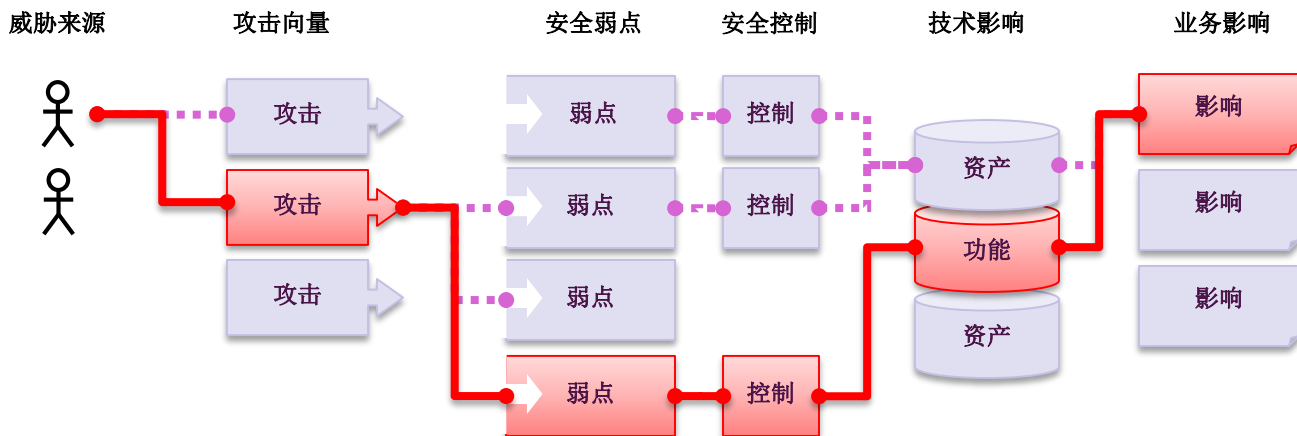 威胁来源
攻击向量
安全弱点
安全控制
技术影响
业务影响
攻击
弱点
控制
影响
资产
攻击
弱点
控制
影响
功能
攻击
弱点
影响
资产
弱点
控制